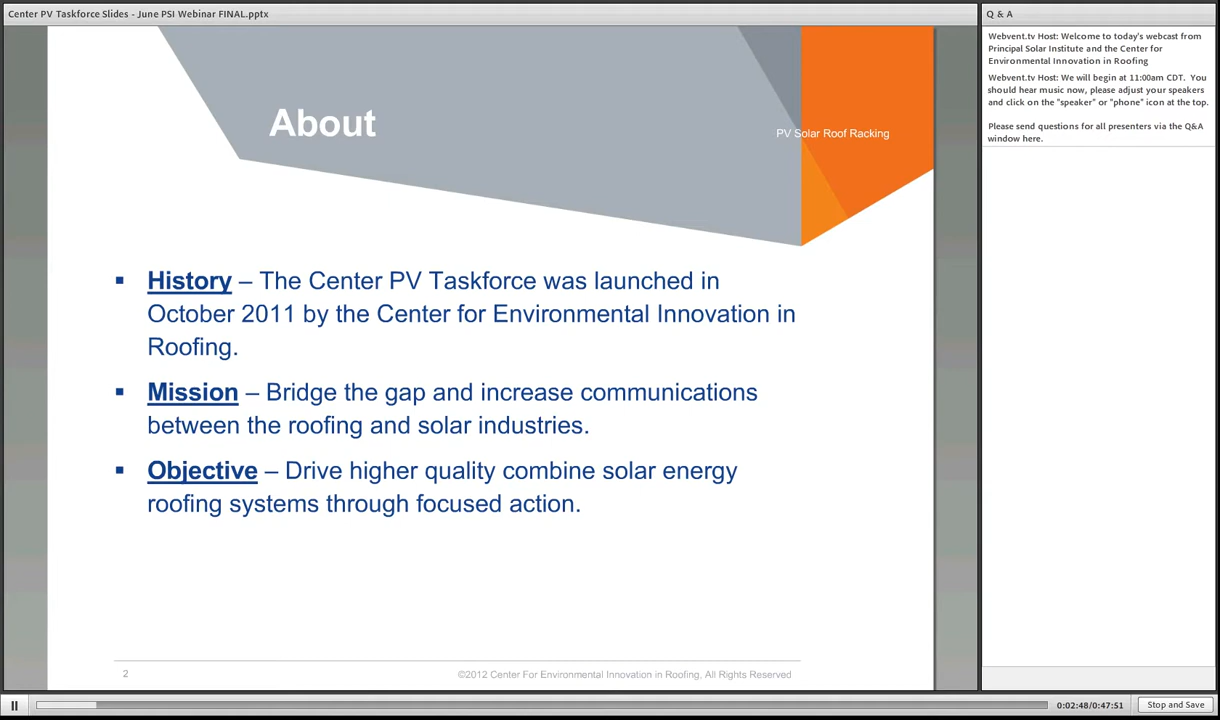 Center PV Taskforce Slides - June PSI Webinar FINAL.pptx
About
PV Solar Roof Racking
▪ History – The Center PV Taskforce was launched in
October 2011 by the Center for Environmental Innovation in
Roofing.
▪ Mission – Bridge the gap and increase communications
between the roofing and solar industries.
▪ Objective – Drive higher quality combine solar energy
roofing systems through focused action.
2
©2012 Center For Environmental Innovation in Roofing, All Rights Reserved
Q & A
Webvent.tv Host: Welcome to today's webcast from
Principal Solar Institute and the Center for
Environmental Innovation in Roofing
Webvent.tv Host: We will begin at 11:00am CDT. You
should hear music now, please adjust your speakers
and click on the "speaker" or "phone" icon at the top.
Please send questions for all presenters via the Q&A
window here.
0:02:48/0:47:51
Stop and Save